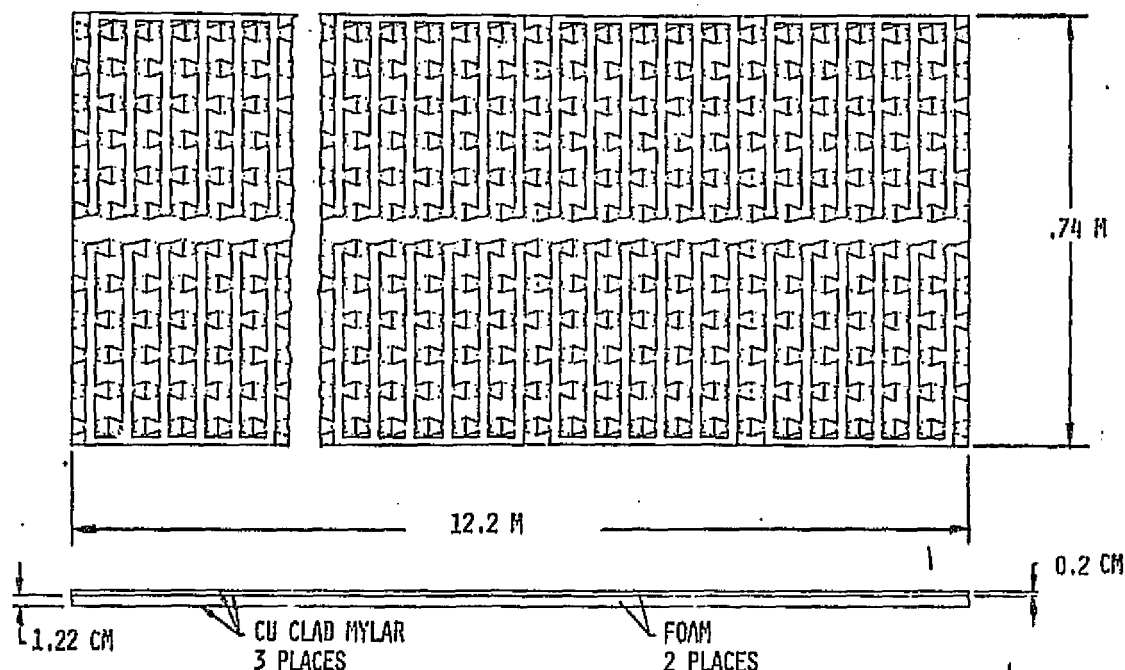 .74 M
12.2 M
0.2 CM
1.22 CM
CU CLAD MYLAR
3 PLACES
FOAM
2 PLACES